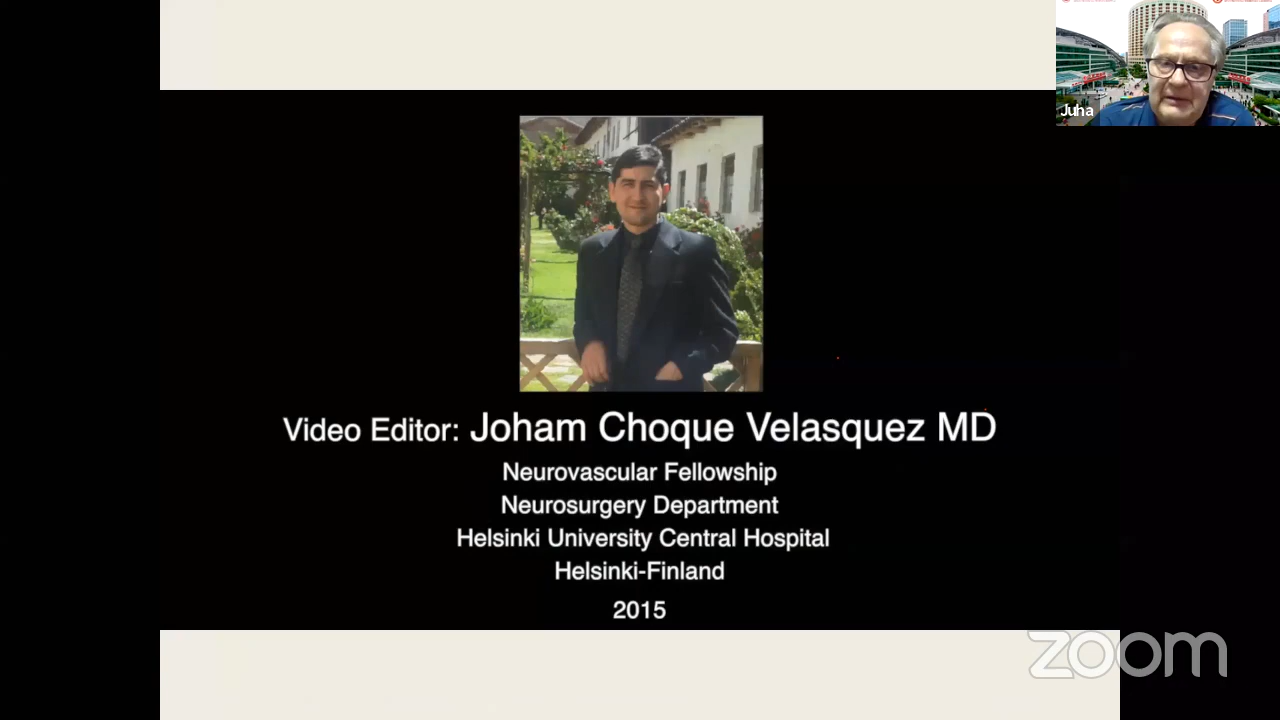 Juha
Video Editor: Joham Choque Velasquez MD
Neurovascular Fellowship
Neurosurgery Department
Helsinki University Central Hospital
Helsinki-Finland
2015
zoom